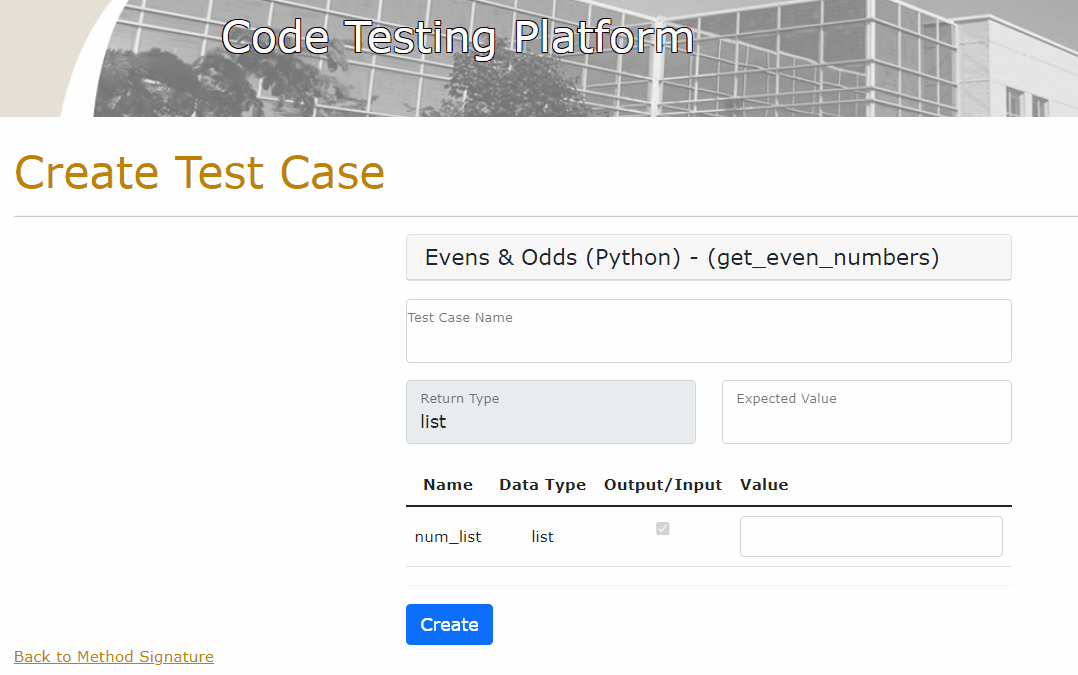 Code Testing Platform
Create Test Case
Evens & Odds (Python) - (get_even_numbers)
Test Case Name
Return Type
list
Expected Value
Name Data Type Output/Input Value
num_list list
Create
Back to Method Signature